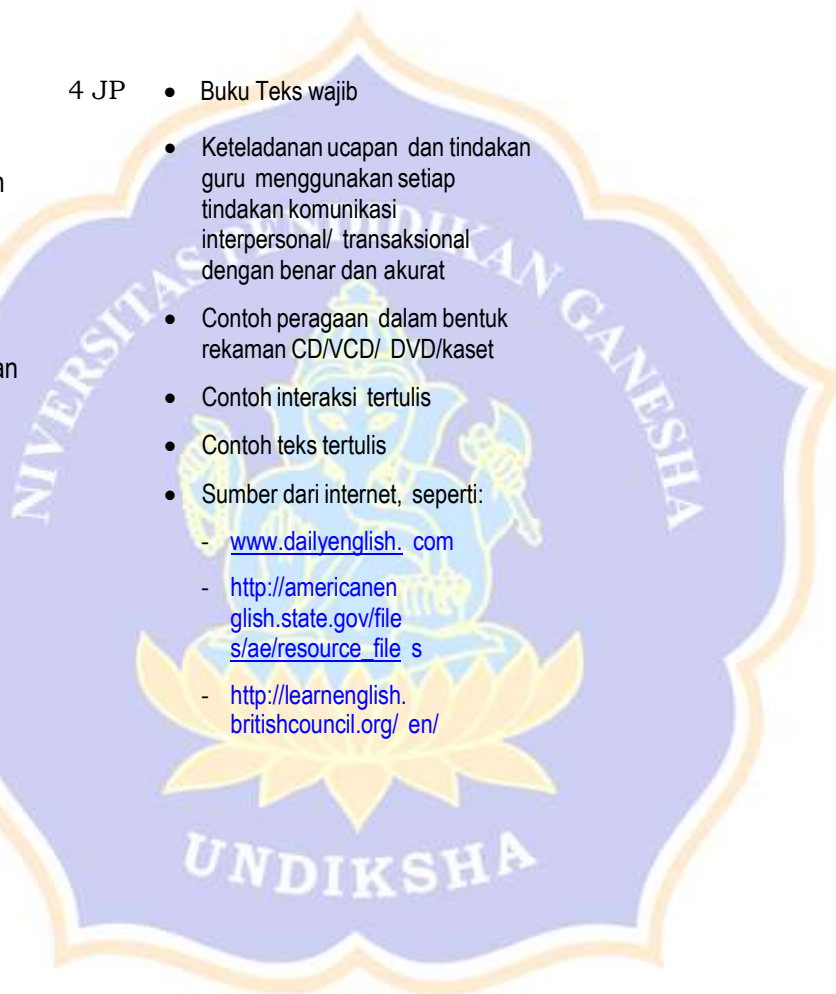 4 JP • Buku Teks wajib
• Keteladanan ucapan dan tindakan
guru menggunakan setiap
n
tindakan komunikasi
interpersonal/ transaksional
dengan benar dan akurat
• Contoh peragaan dalam bentuk
rekaman CD/VCD/ DVD/kaset
an
• Contoh interaksi tertulis
• Contoh teks tertulis
• Sumber dari internet, seperti:
- www.dailyenglish. com
- http://americanen
glish.state.gov/file
s/ae/resource_file s
- http://learnenglish.
britishcouncil.org/ en/
NIVERSITAS PENDIDIKAN GANESHA
UNDIKSHA